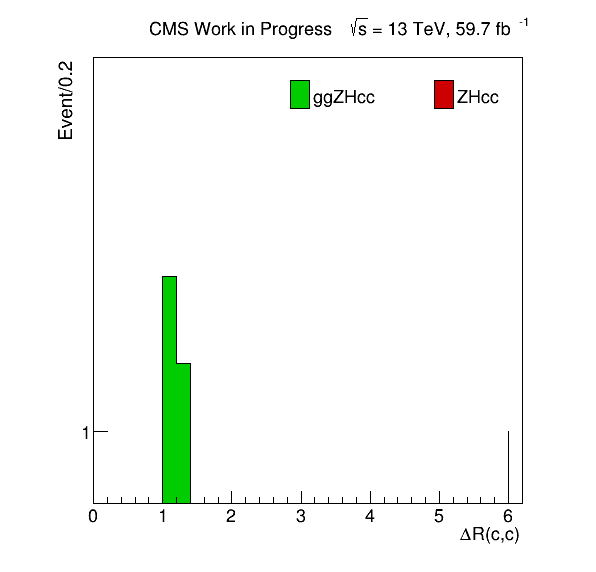 CMS Work in Progress √s = 13 TeV, 59.7 fb⁻¹
Event/0.2
ggZHcc ZHcc
1
0 1 2 3 4 5 6
ΔR(c,c)